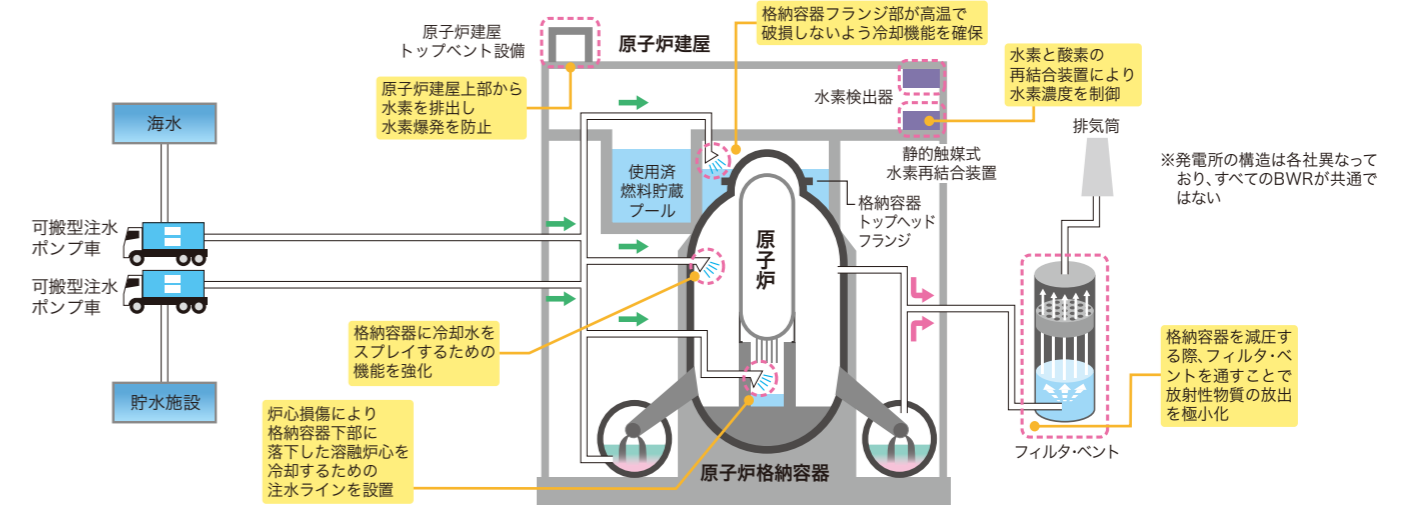 原子炉建屋
トップベント設備
原子炉建屋
格納容器フランジ部が高温で
破損しないよう冷却機能を確保
原子炉建屋上部から
水素を排出し
水素爆発を防止
水素検出器
水素と酸素の
再結合装置により
水素濃度を制御
静的触媒式
水素再結合装置
排気筒
※発電所の構造は各社異なって
おり、すべてのBWRが共通で
はない
海水
使用済
燃料貯蔵
プール
格納容器
トップヘッド
フランジ
可搬型注水
ポンプ車
可搬型注水
ポンプ車
原子炉
格納容器に冷却水を
スプレイするための
機能を強化
貯水施設
炉心損傷により
格納容器下部に
落下した溶融炉心を
冷却するための
注水ラインを設置
原子炉格納容器
格納容器を減圧す
る際、フィルタ・ベ
ントを通すことで
放射性物質の放出
を極小化
フィルタ・ベント